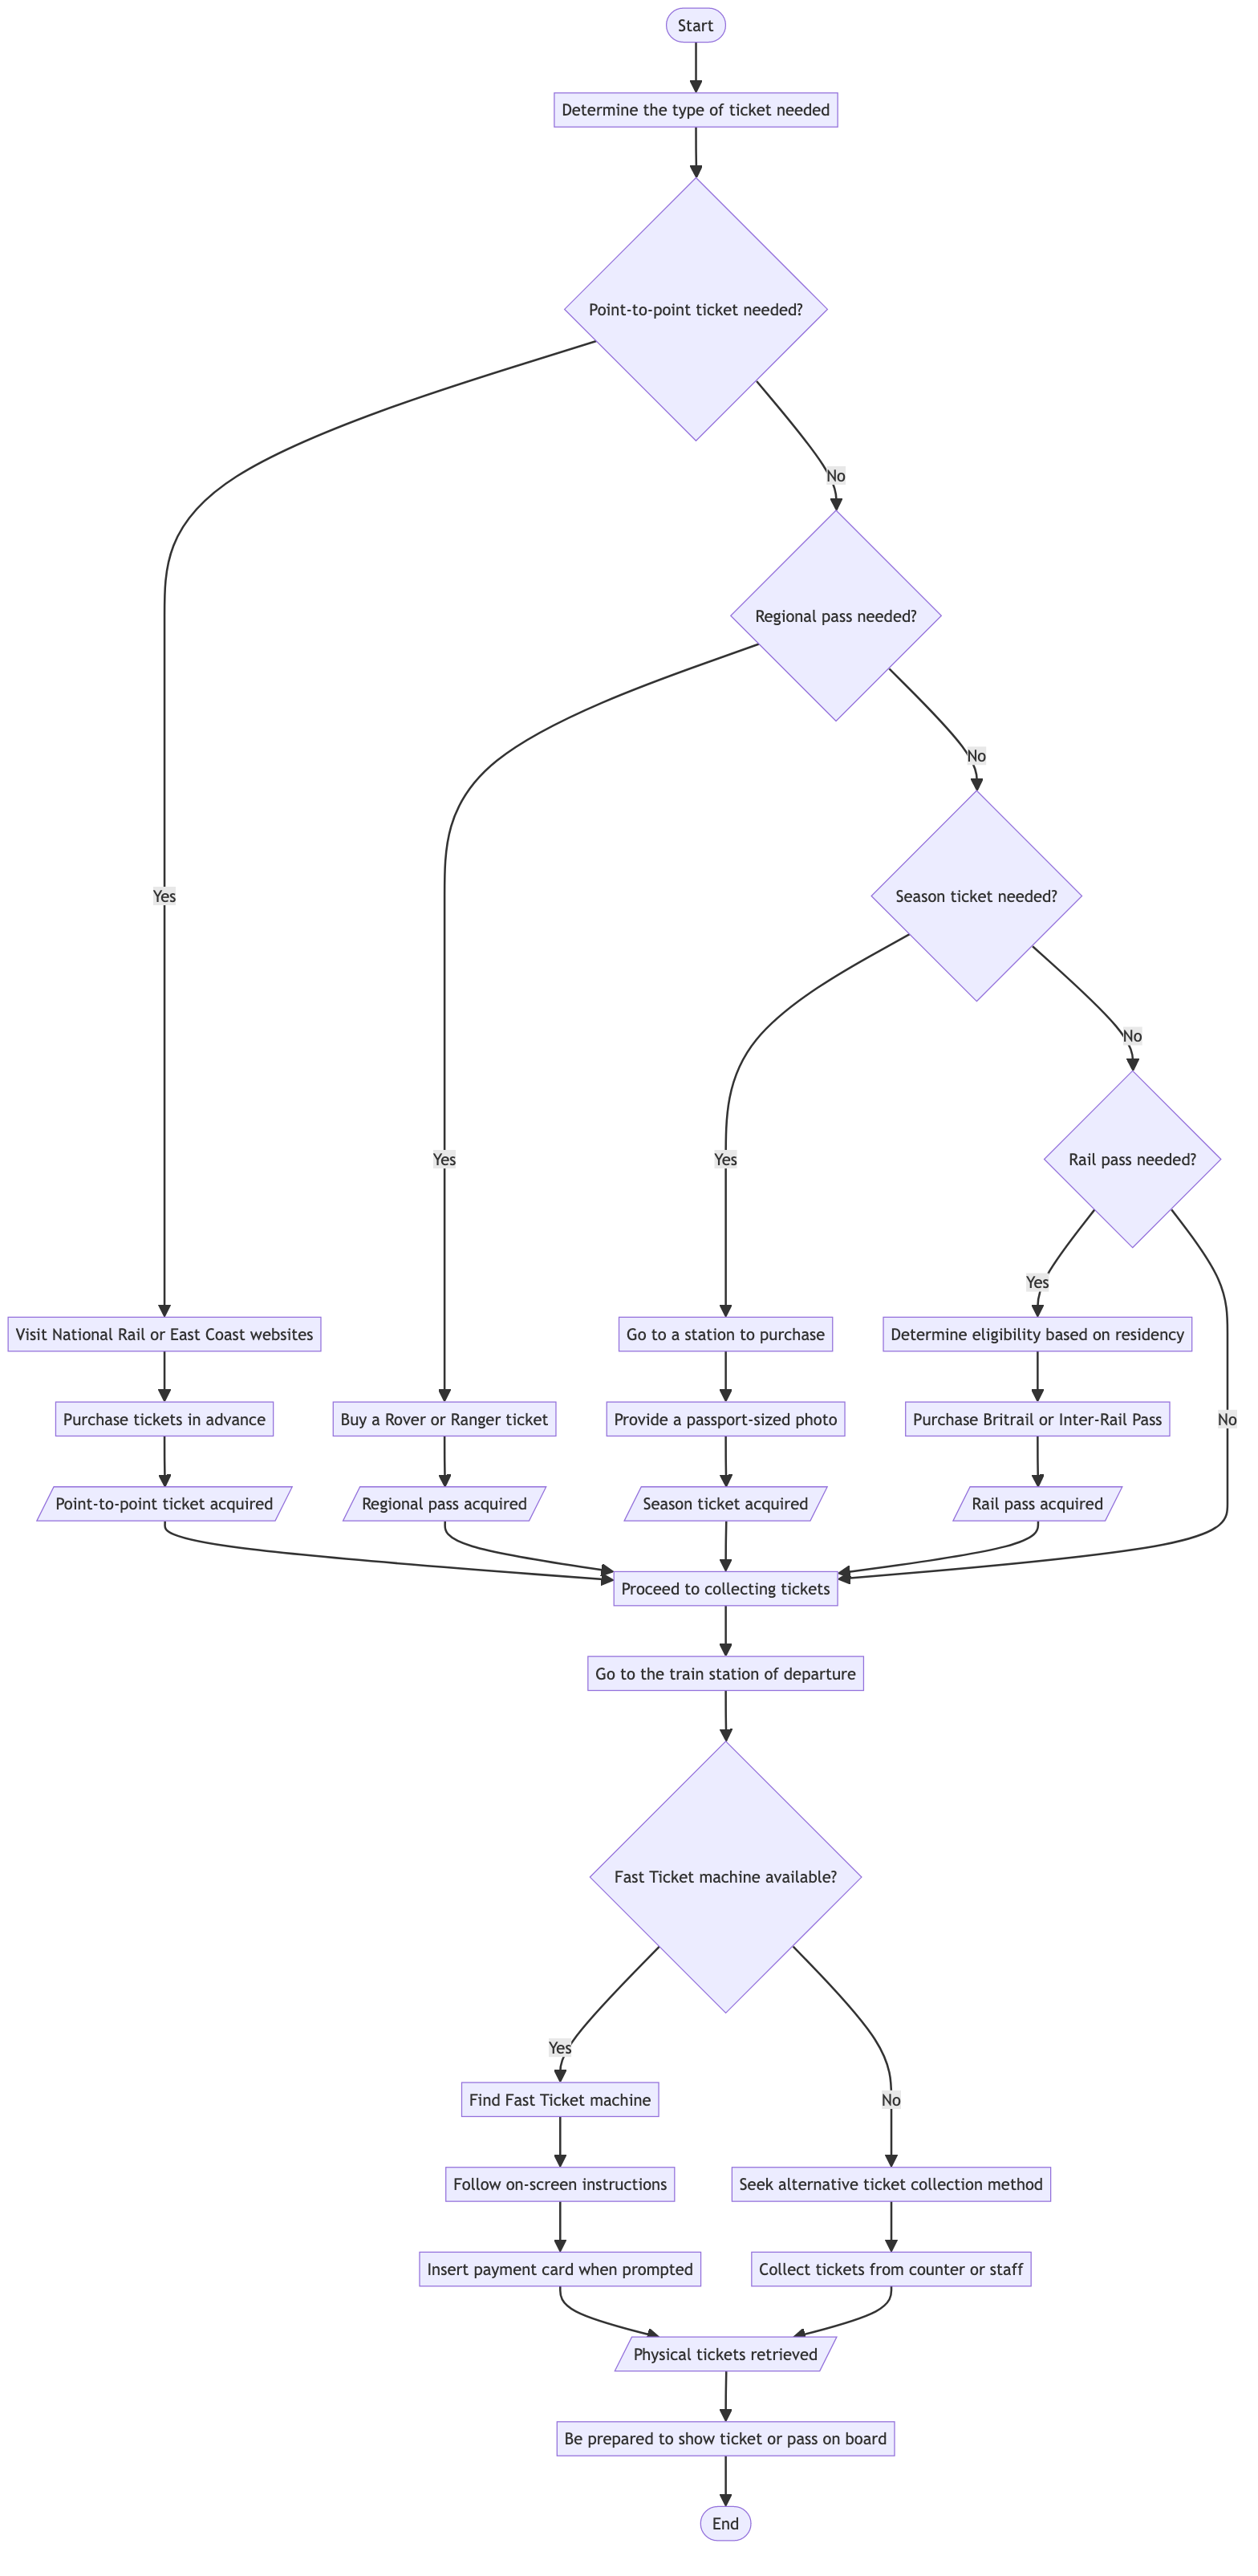 Start
Determine the type of ticket needed
Point-to-point ticket needed?
No
Regional pass needed?
No
Yes
Season ticket needed?
No
Yes
Yes
Rail pass needed?
Yes
Visit National Rail or East Coast websites
Go to a station to purchase
Determine eligibility based on residency
Purchase tickets in advance
Buy a Rover or Ranger ticket
Provide a passport-sized photo
Purchase Britrail or Inter-Rail Pass
No
Point-to-point ticket acquired
Regional pass acquired
Season ticket acquired
Rail pass acquired
Proceed to collecting tickets
Go to the train station of departure
Fast Ticket machine available?
Yes
Find Fast Ticket machine
No
Follow on-screen instructions
Seek alternative ticket collection method
Insert payment card when prompted
Collect tickets from counter or staff
Physical tickets retrieved
Be prepared to show ticket or pass on board
End